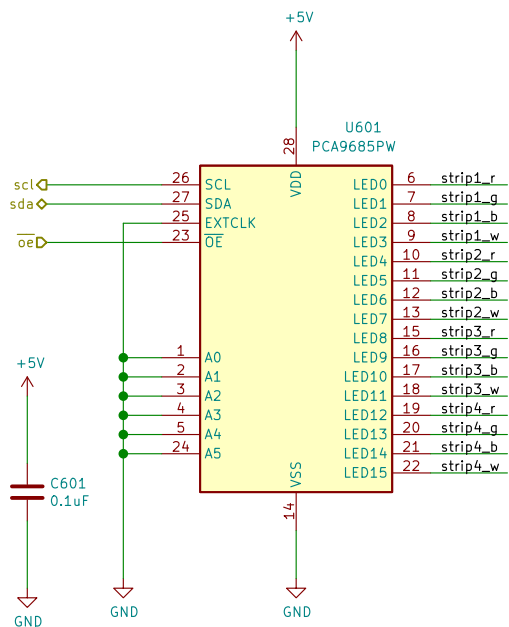 +5V
U601
PCA9685PW
28
VDD
scl 26 SCL LED0 6 strip1_r
sda 27 SDA LED1 7 strip1_g
25 EXTCLK LED2 8 strip1_b
oe 23 OE LED3 9 strip1_w
LED4 10 strip2_r
LED5 11 strip2_g
LED6 12 strip2_b
LED7 13 strip2_w
LED8 15 strip3_r
1 A0 LED9 16 strip3_g
+5V
2 A1 LED10 17 strip3_b
3 A2 LED11 18 strip3_w
4 A3 LED12 19 strip4_r
5 A4 LED13 20 strip4_g
24 A5 LED14 21 strip4_b
LED15 22 strip4_w
VSS
14
C601
0.1uF
GND
GND
GND